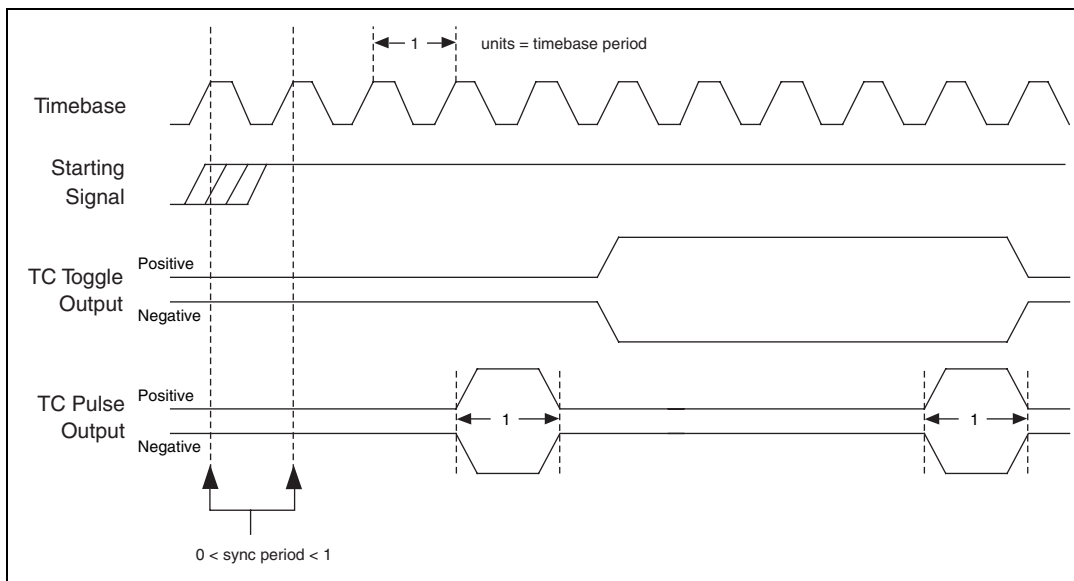 1
units = timebase period
Timebase
Starting
Signal
TC Toggle
Output
Positive
Negative
TC Pulse
Output
Positive
Negative
1
1
0 < sync period < 1